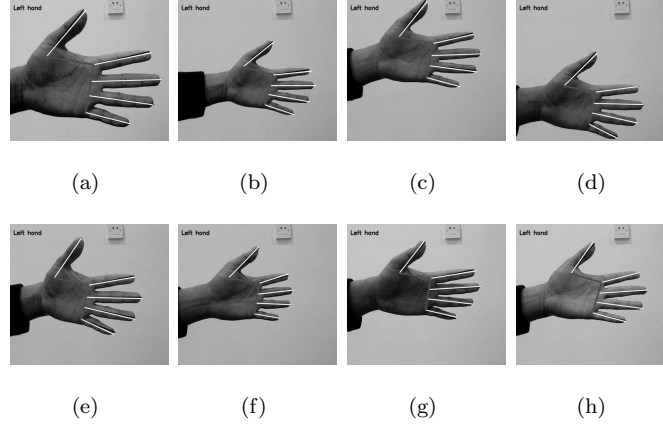 Left hand Left hand Left hand Left hand
(a) (b) (c) (d)
Left hand Left hand Left hand Left hand
(e) (f) (g) (h)